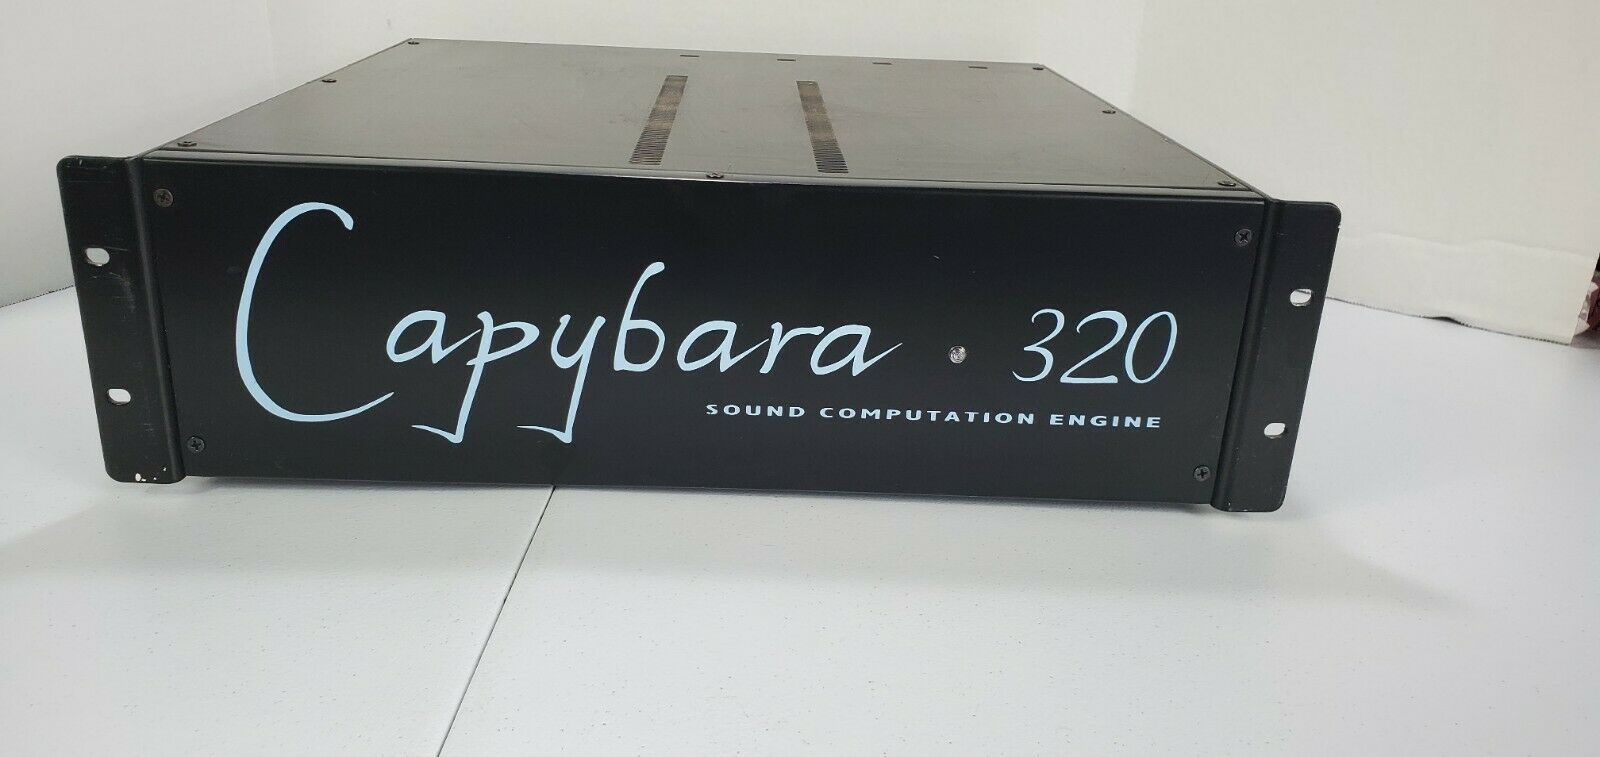 Capybara · 320
SOUND COMPUTATION ENGINE